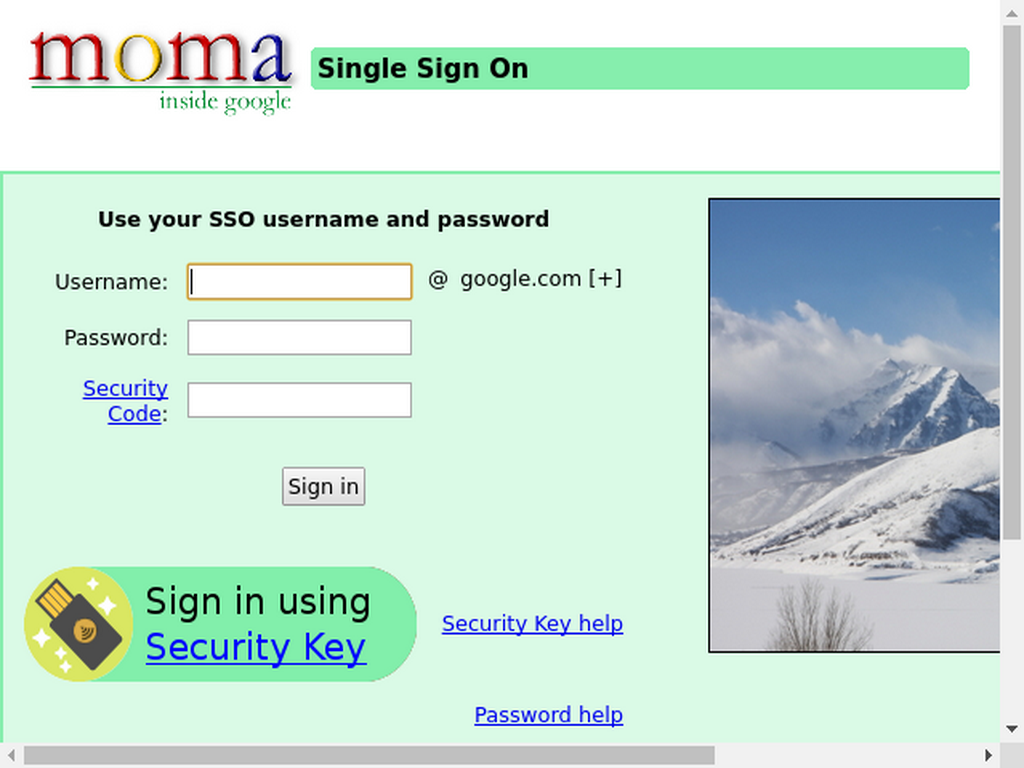 moma
inside google
Single Sign On
Use your SSO username and password
Username: @ google.com [+]
Password:
Security
Code:
Sign in
Sign in using
Security Key
Security Key help
Password help